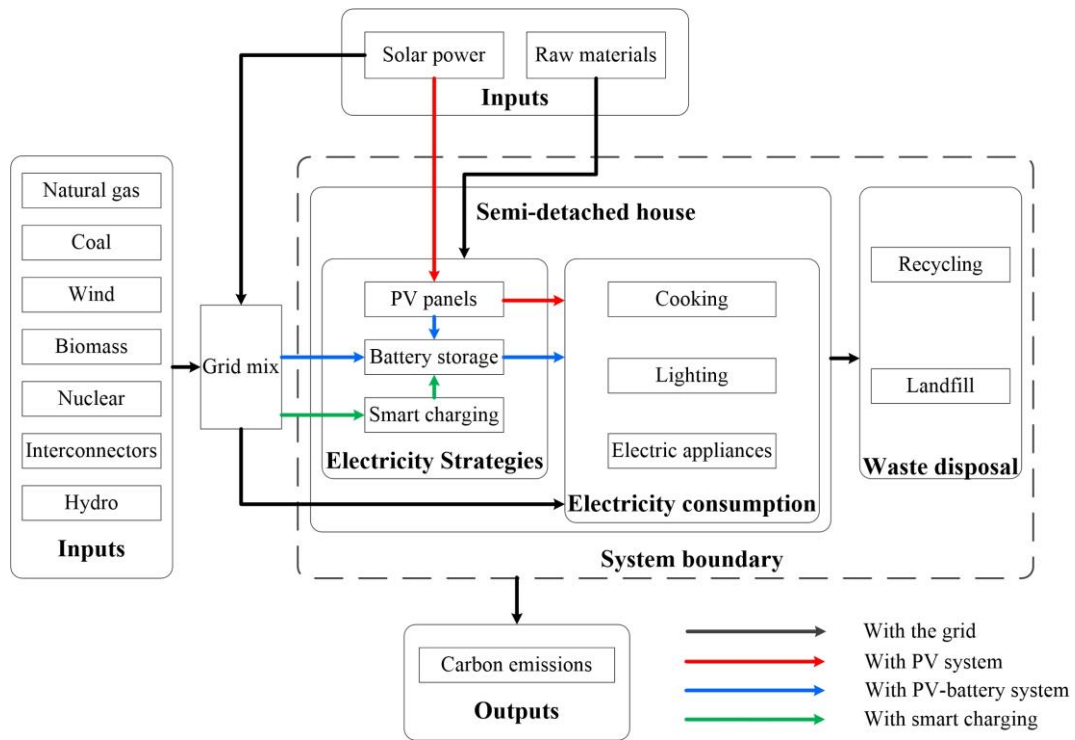 Solar power
Raw materials
Inputs
Natural gas
Coal
Wind
Biomass
Nuclear
Interconnectors
Hydro
Inputs
Grid mix
Semi-detached house
PV panels
Battery storage
Smart charging
Electricity Strategies
Cooking
Lighting
Electric appliances
Electricity consumption
Recycling
Landfill
Waste disposal
System boundary
Carbon emissions
Outputs
With the grid
With PV system
With PV-battery system
With smart charging